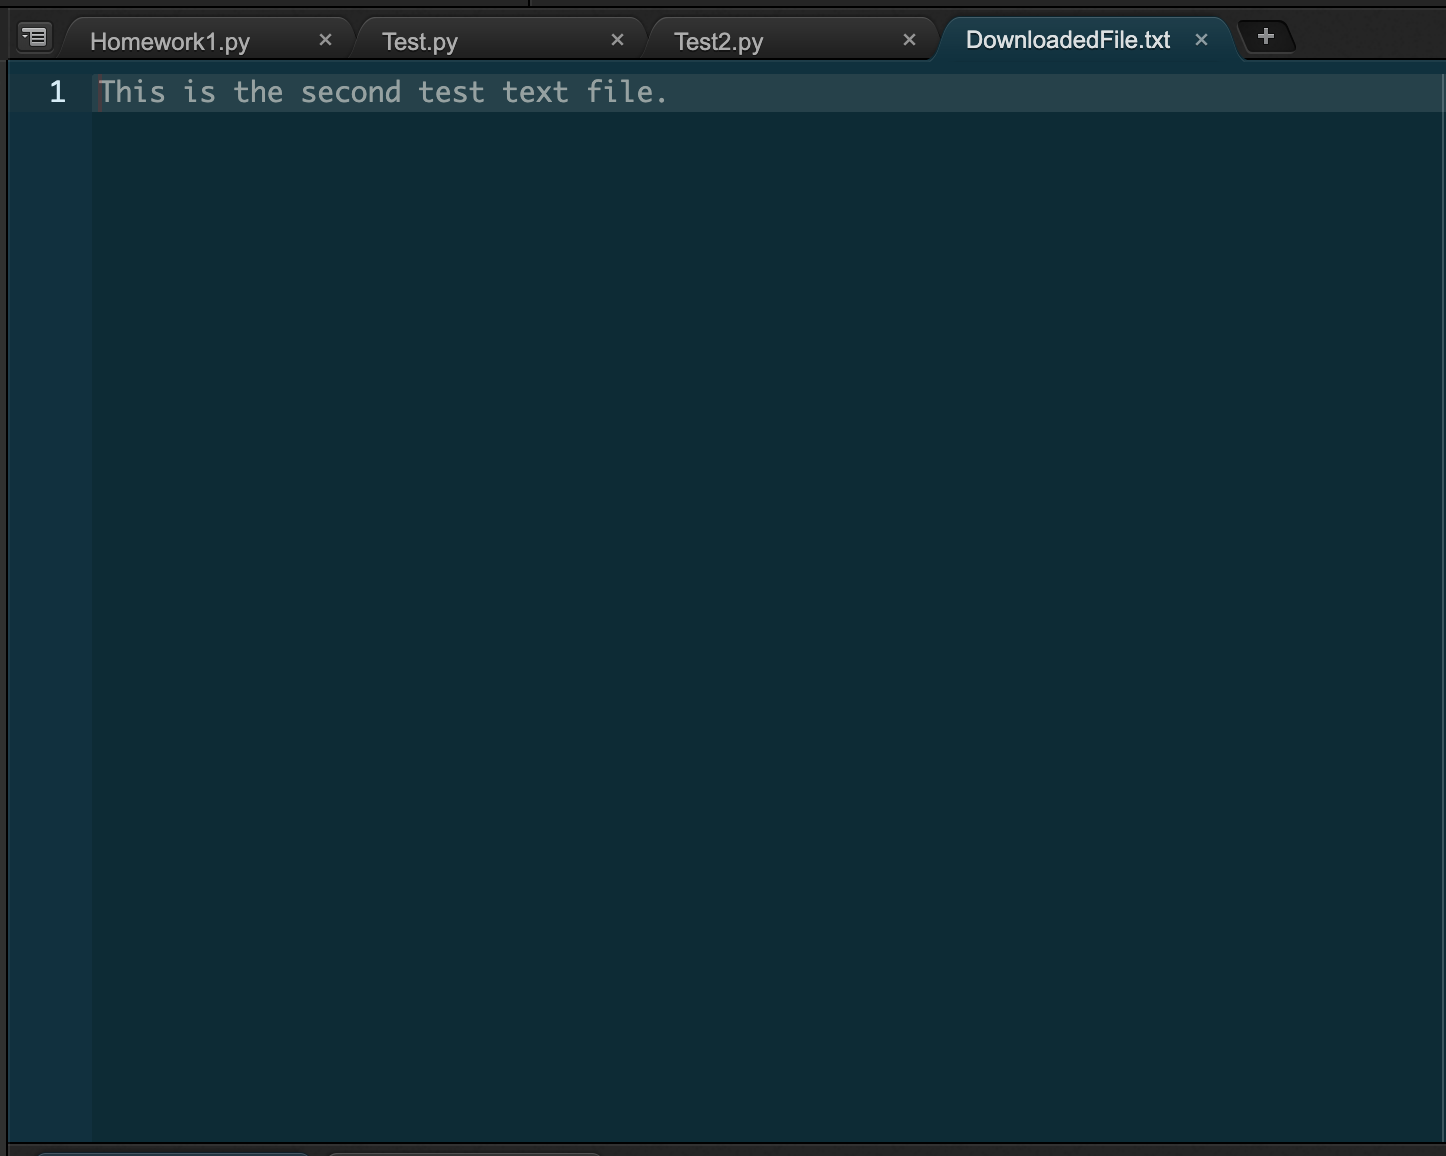 Homework1.py × Test.py × Test2.py × DownloadedFile.txt × +
1 This is the second test text file.